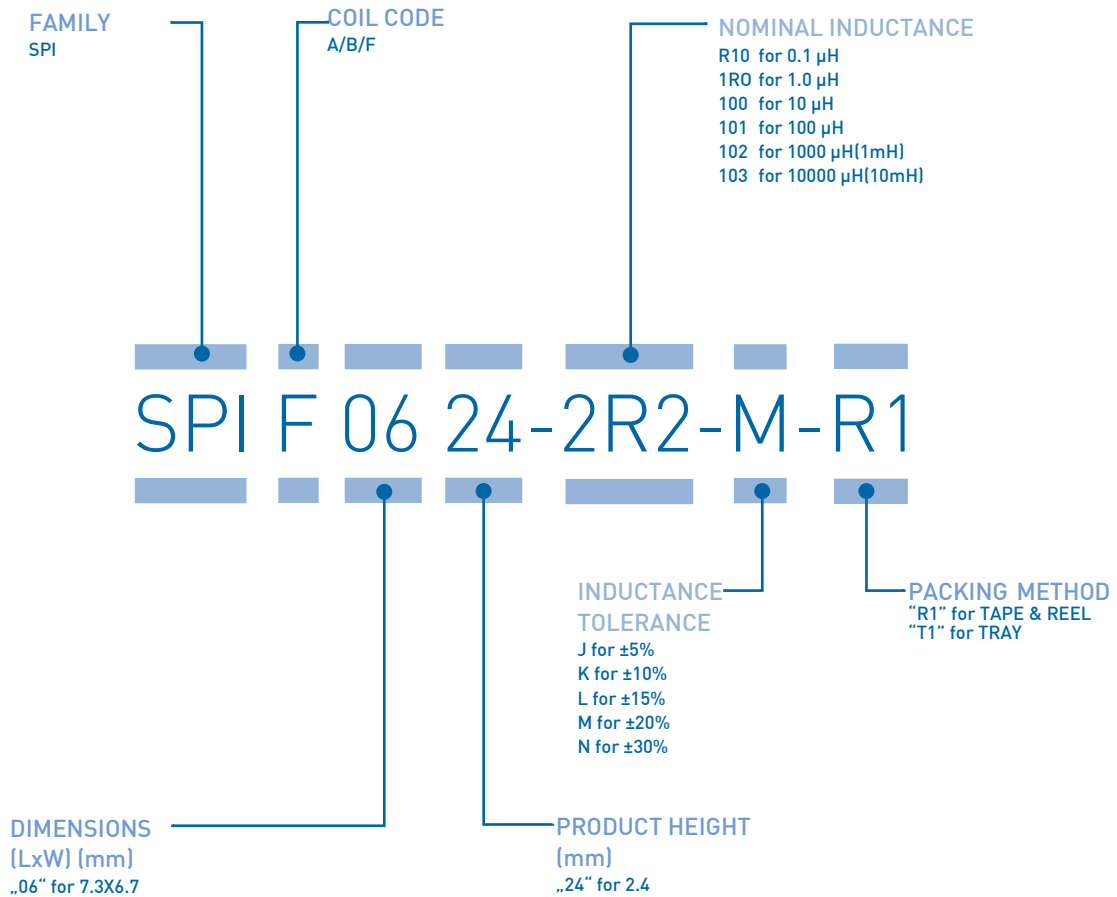 FAMILY
SPI
COIL CODE
A/B/F
NOMINAL INDUCTANCE
R10 for 0.1 µH
1RO for 1.0 µH
100 for 10 µH
101 for 100 µH
102 for 1000 µH(1mH)
103 for 10000 µH(10mH)
SPI F 06 24-2R2-M-R1
INDUCTANCE
TOLERANCE
J for ±5%
K for ±10%
L for ±15%
M for ±20%
N for ±30%
PACKING METHOD
“R1” for TAPE & REEL
“T1” for TRAY
DIMENSIONS
(LxW) (mm)
„06“ for 7.3X6.7
PRODUCT HEIGHT
(mm)
„24“ for 2.4